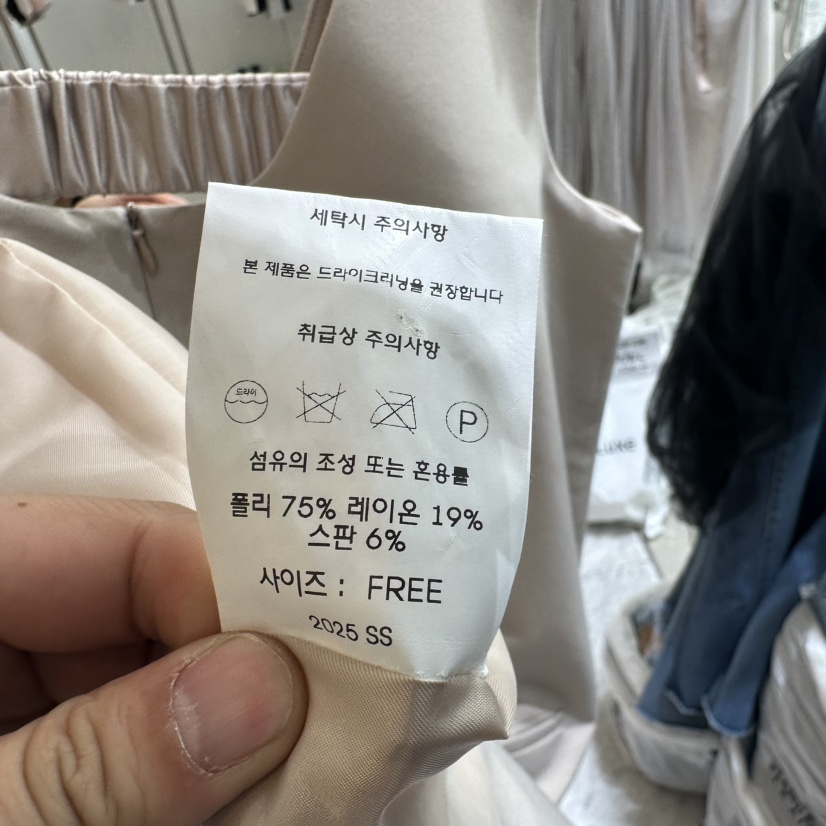 세탁시 주의사항
본 제품은 드라이크리닝을 권장합니다
취급상 주의사항
드라이
P
섬유의 조성 또는 혼용률
폴리 75% 레이온 19%
스판 6%
사이즈 : FREE
2025 SS